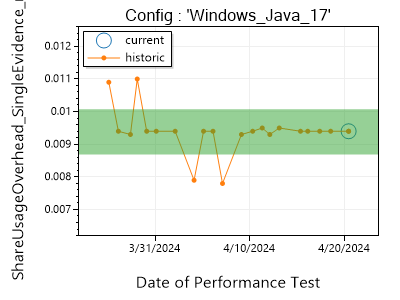 Config : 'Windows_Java_17'
current
historic
0.012
0.011
0.01
0.009
0.008
0.007
ShareUsageOverhead_SingleEvidence_
3/31/2024
4/10/2024
4/20/2024
Date of Performance Test